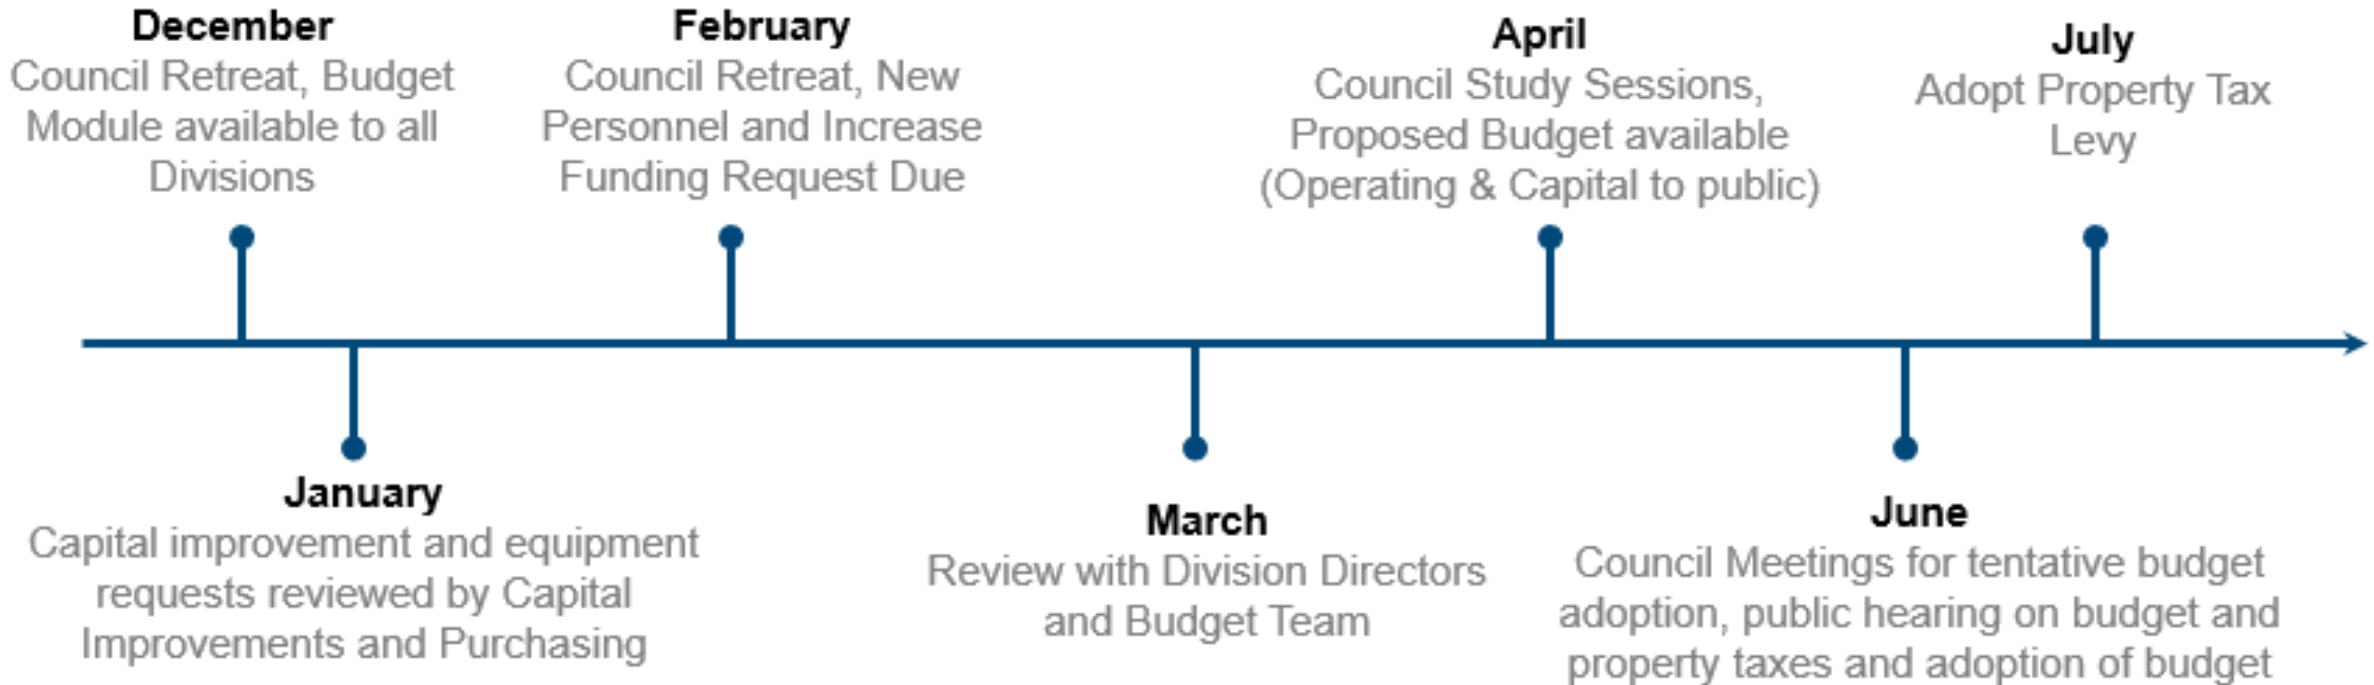 December
Council Retreat, Budget
Module available to all
Divisions
February
Council Retreat, New
Personnel and Increase
Funding Request Due
April
Council Study Sessions,
Proposed Budget available
(Operating & Capital to public)
July
Adopt Property Tax
Levy
January
Capital improvement and equipment
requests reviewed by Capital
Improvements and Purchasing
March
Review with Division Directors
and Budget Team
June
Council Meetings for tentative budget
adoption, public hearing on budget and
property taxes and adoption of budget